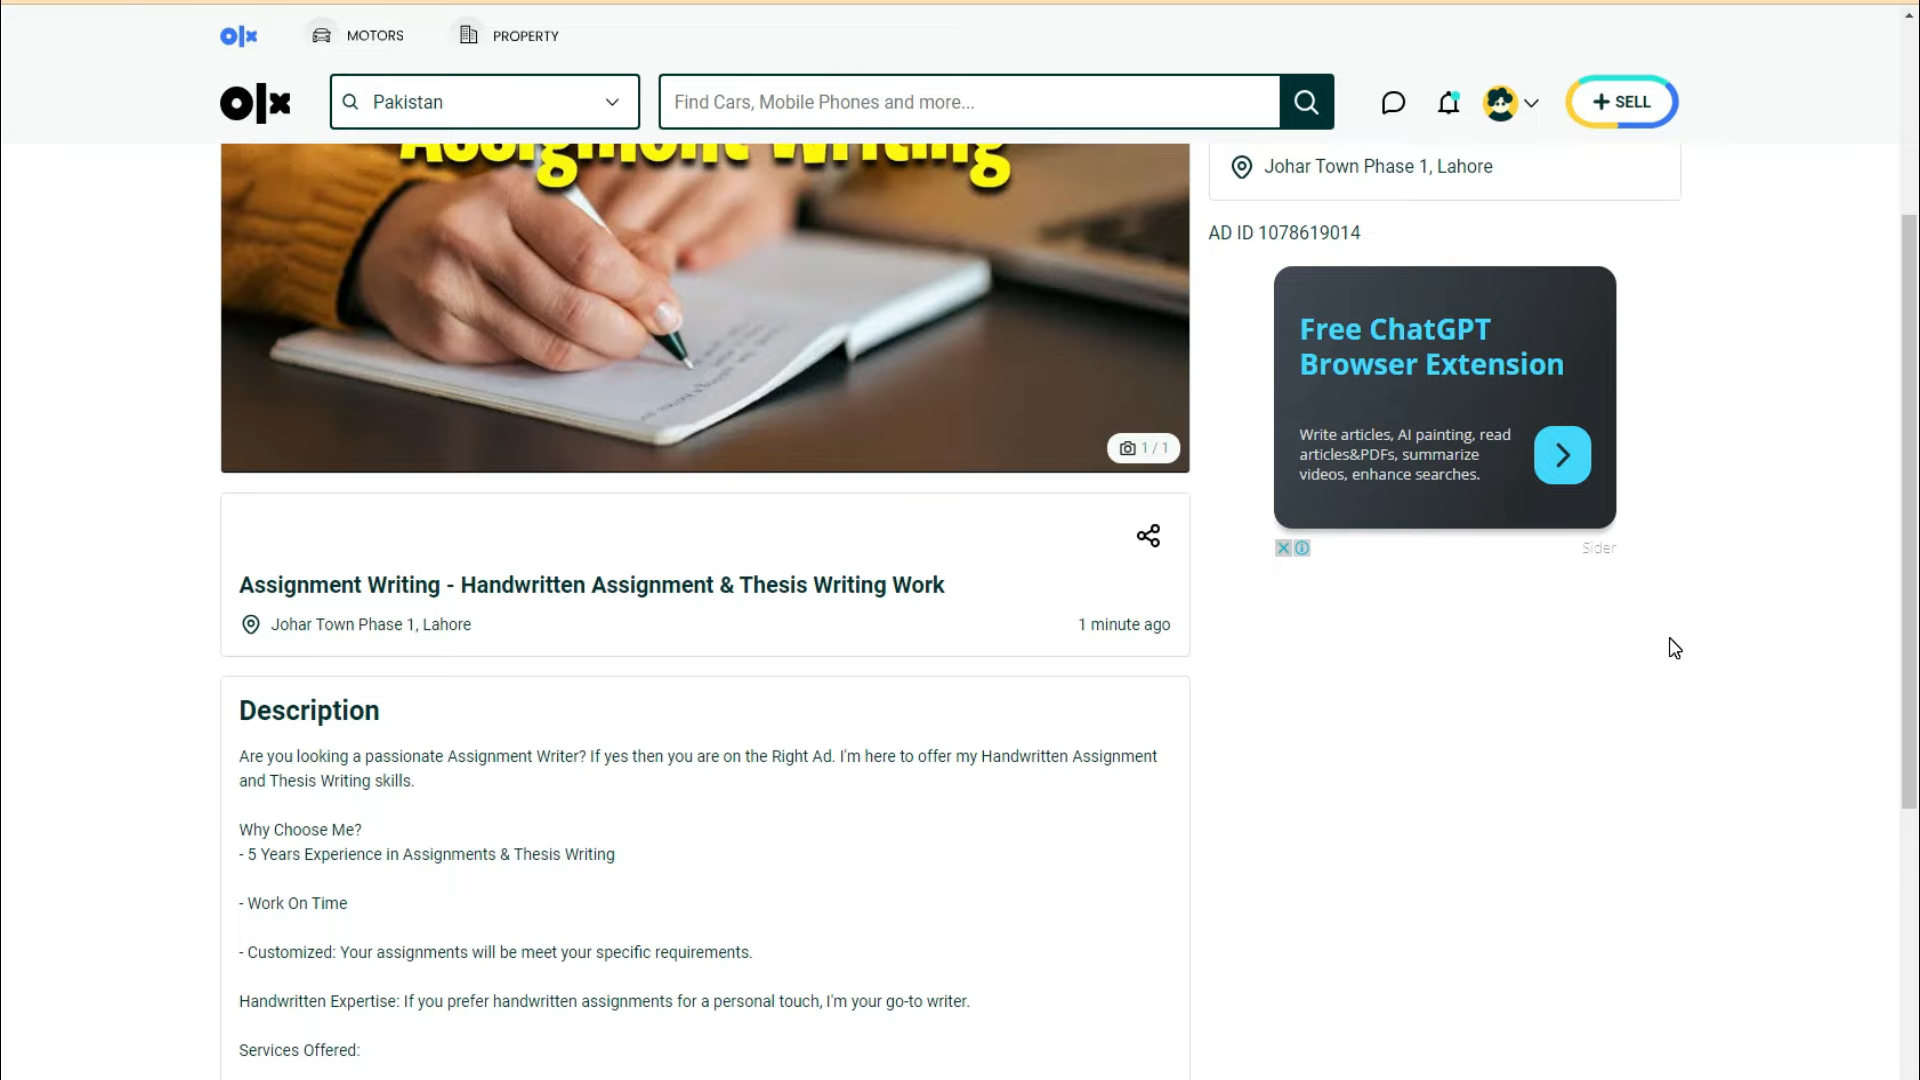 olx
MOTORS
PROPERTY
olx
Pakistan
Find Cars, Mobile Phones and more...
+ SELL
Assigment Writing
Johar Town Phase 1, Lahore
AD ID 1078619014
Free ChatGPT
Browser Extension
Write articles, AI painting, read
articles&PDFs, summarize
videos, enhance searches.
Sider
1 / 1
Assignment Writing - Handwritten Assignment & Thesis Writing Work
Johar Town Phase 1, Lahore
1 minute ago
Description
Are you looking a passionate Assignment Writer? If yes then you are on the Right Ad. I'm here to offer my Handwritten Assignment
and Thesis Writing skills.
Why Choose Me?
- 5 Years Experience in Assignments & Thesis Writing
- Work On Time
- Customized: Your assignments will be meet your specific requirements.
Handwritten Expertise: If you prefer handwritten assignments for a personal touch, I'm your go-to writer.
Services Offered: